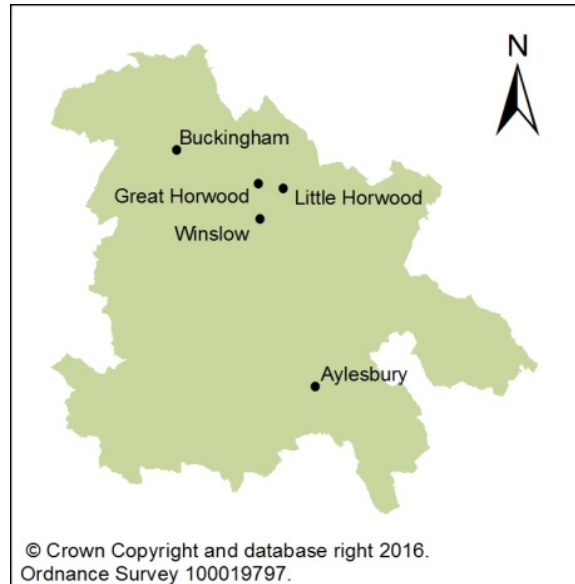 N
Buckingham
Great Horwood
Little Horwood
Winslow
Aylesbury
© Crown Copyright and database right 2016.
Ordnance Survey 100019797.